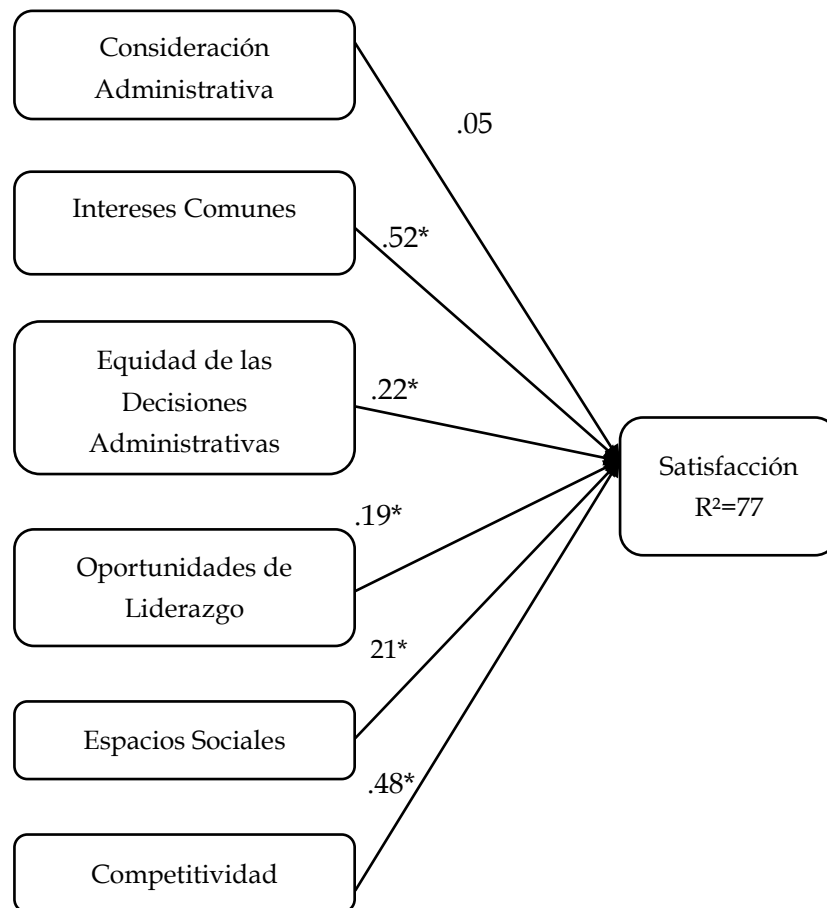 Consideración
Administrativa
.05
Intereses Comunes
.52*
Equidad de las
Decisiones
Administrativas
.22*
Satisfacción
R²=77
.19*
Oportunidades de
Liderazgo
21*
Espacios Sociales
.48*
Competitividad